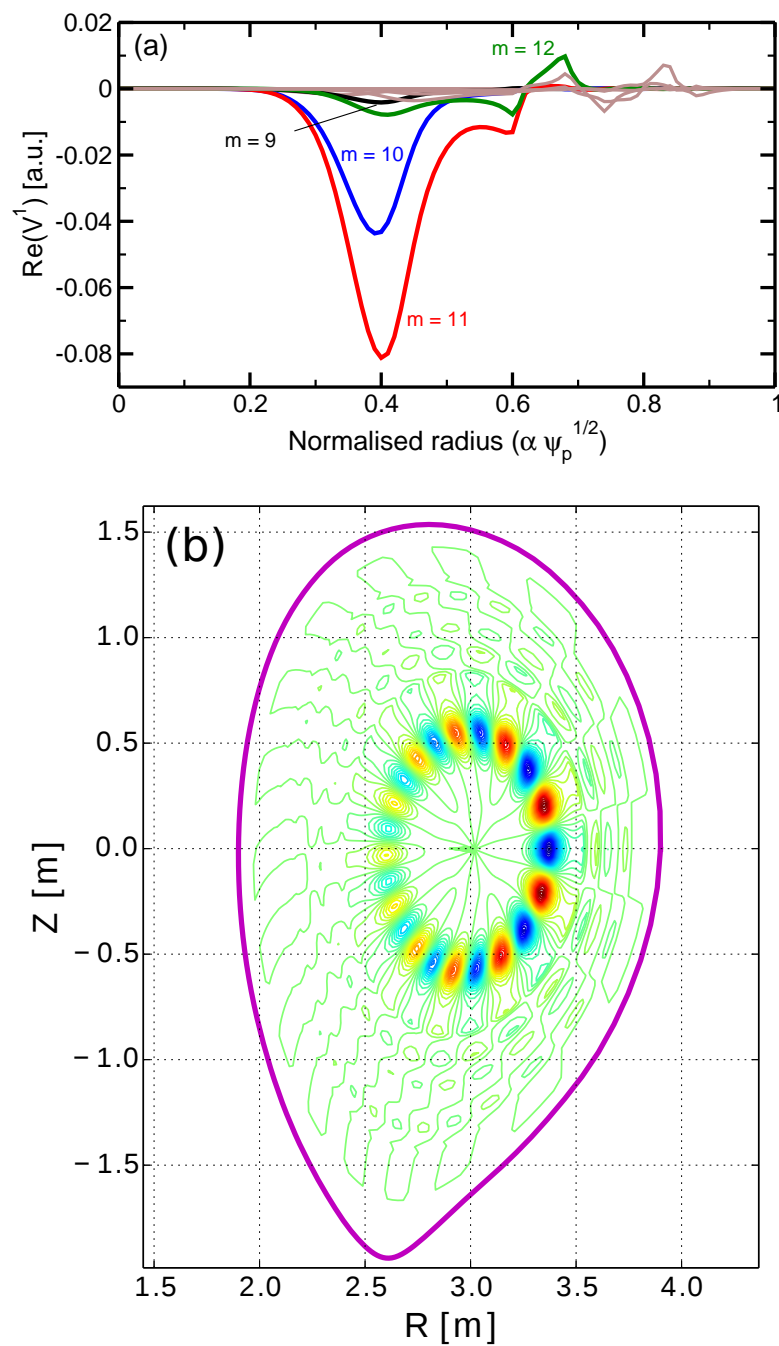 (a)
m = 12
m = 9
m = 10
m = 11
Re(V¹) [a.u.]
0.02
0
-0.02
-0.04
-0.06
-0.08
0 0.2 0.4 0.6 0.8 1
Normalised radius (α ψₚ^1/2)
(b)
Z [m]
1.5
1.0
0.5
0.0
−0.5
−1.0
−1.5
1.5 2.0 2.5 3.0 3.5 4.0
R [m]